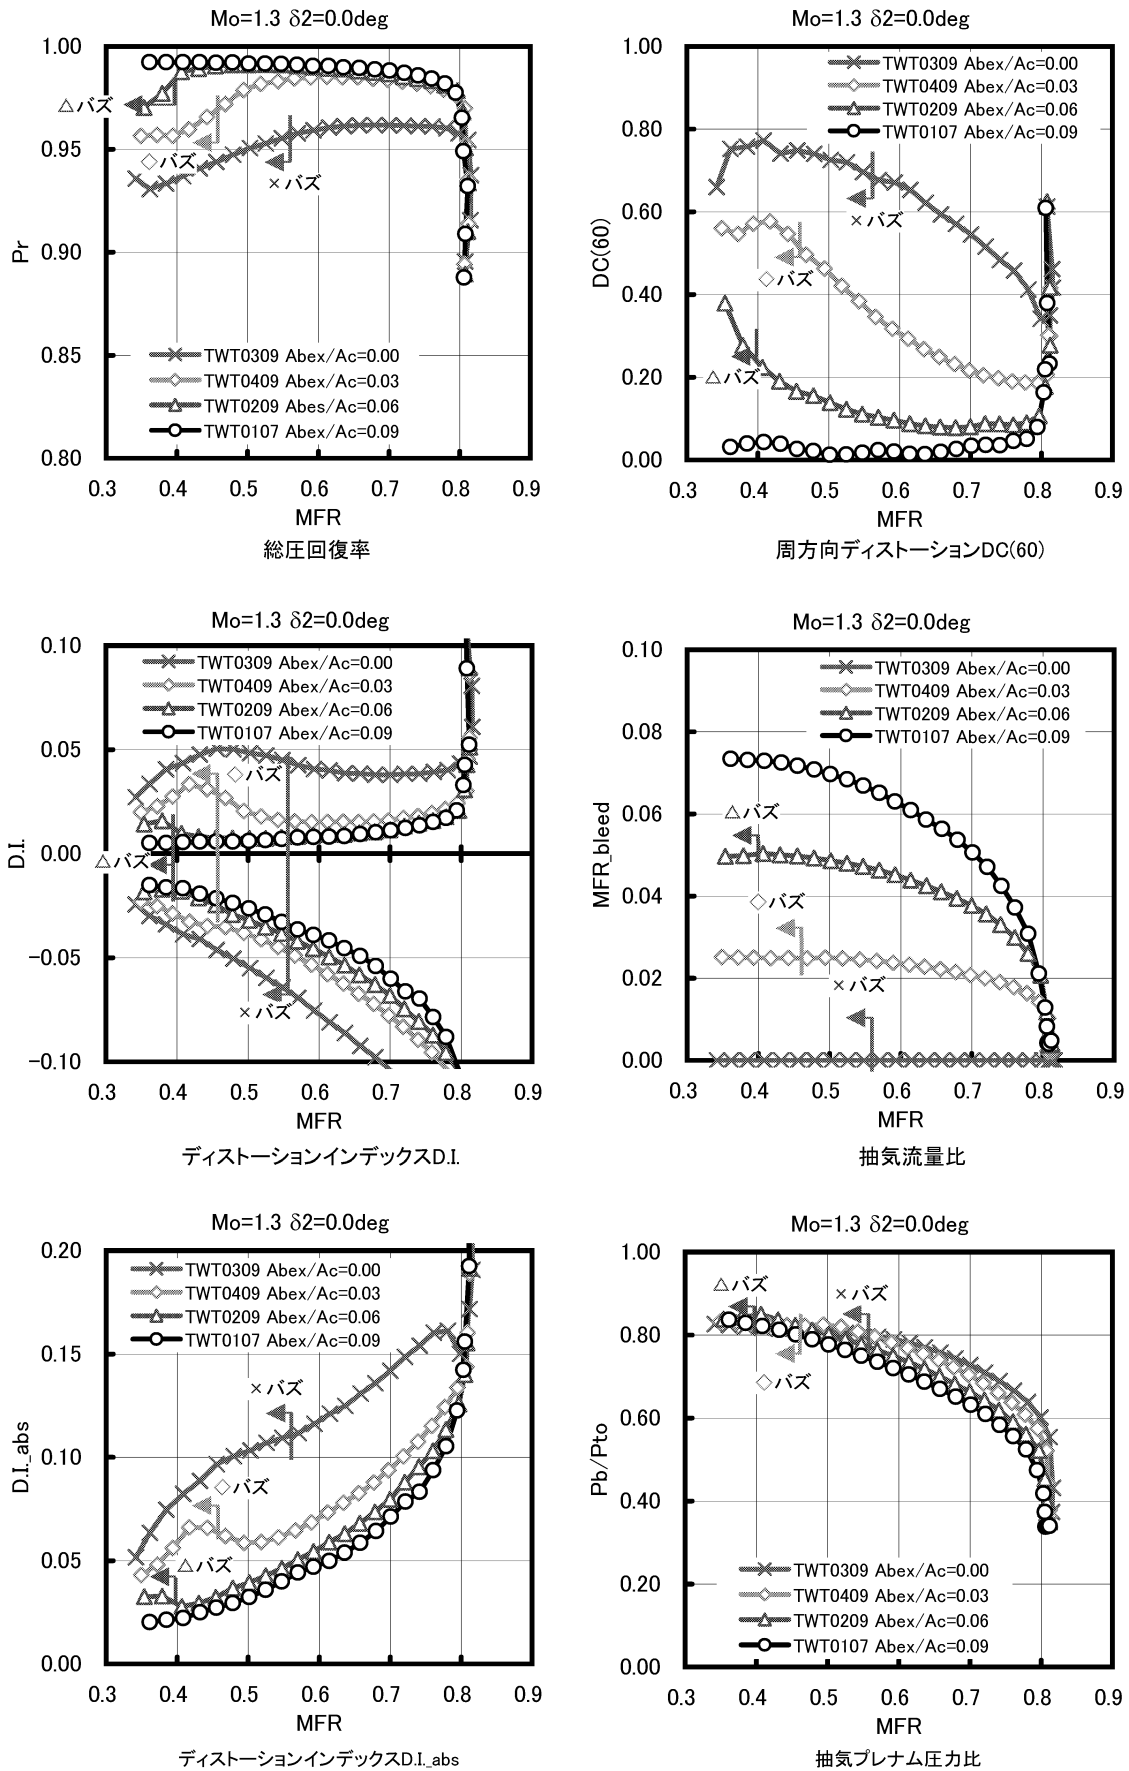 Mo=1.3 δ2=0.0deg
1.00
0.95
0.90
0.85
0.80
Pr
△バズ
◇バズ
×バズ
TWT0309 Abex/Ac=0.00
TWT0409 Abex/Ac=0.03
TWT0209 Abes/Ac=0.06
TWT0107 Abex/Ac=0.09
0.3 0.4 0.5 0.6 0.7 0.8 0.9
MFR
総圧回復率
Mo=1.3 δ2=0.0deg
1.00
0.80
0.60
0.40
0.20
0.00
DC(60)
TWT0309 Abex/Ac=0.00
TWT0409 Abex/Ac=0.03
TWT0209 Abex/Ac=0.06
TWT0107 Abex/Ac=0.09
×バズ
◇バズ
△バズ
0.3 0.4 0.5 0.6 0.7 0.8 0.9
MFR
周方向ディストーションDC(60)
Mo=1.3 δ2=0.0deg
0.10
0.05
0.00
-0.05
-0.10
D.I.
TWT0309 Abex/Ac=0.00
TWT0409 Abex/Ac=0.03
TWT0209 Abex/Ac=0.06
TWT0107 Abex/Ac=0.09
◇バズ
△バズ
×バズ
0.3 0.4 0.5 0.6 0.7 0.8 0.9
MFR
ディストーションインデックスD.I.
Mo=1.3 δ2=0.0deg
0.10
0.08
0.06
0.04
0.02
0.00
MFR_bleed
TWT0309 Abex/Ac=0.00
TWT0409 Abex/Ac=0.03
TWT0209 Abex/Ac=0.06
TWT0107 Abex/Ac=0.09
△バズ
◇バズ
×バズ
0.3 0.4 0.5 0.6 0.7 0.8 0.9
MFR
抽気流量比
Mo=1.3 δ2=0.0deg
0.20
0.15
0.10
0.05
0.00
D.I._abs
TWT0309 Abex/Ac=0.00
TWT0409 Abex/Ac=0.03
TWT0209 Abex/Ac=0.06
TWT0107 Abex/Ac=0.09
×バズ
◇バズ
△バズ
0.3 0.4 0.5 0.6 0.7 0.8 0.9
MFR
ディストーションインデックスD.I._abs
Mo=1.3 δ2=0.0deg
1.00
0.80
0.60
0.40
0.20
0.00
Pb/Pto
△バズ
×バズ
◇バズ
TWT0309 Abex/Ac=0.00
TWT0409 Abex/Ac=0.03
TWT0209 Abex/Ac=0.06
TWT0107 Abex/Ac=0.09
0.3 0.4 0.5 0.6 0.7 0.8 0.9
MFR
抽気プレナム圧力比